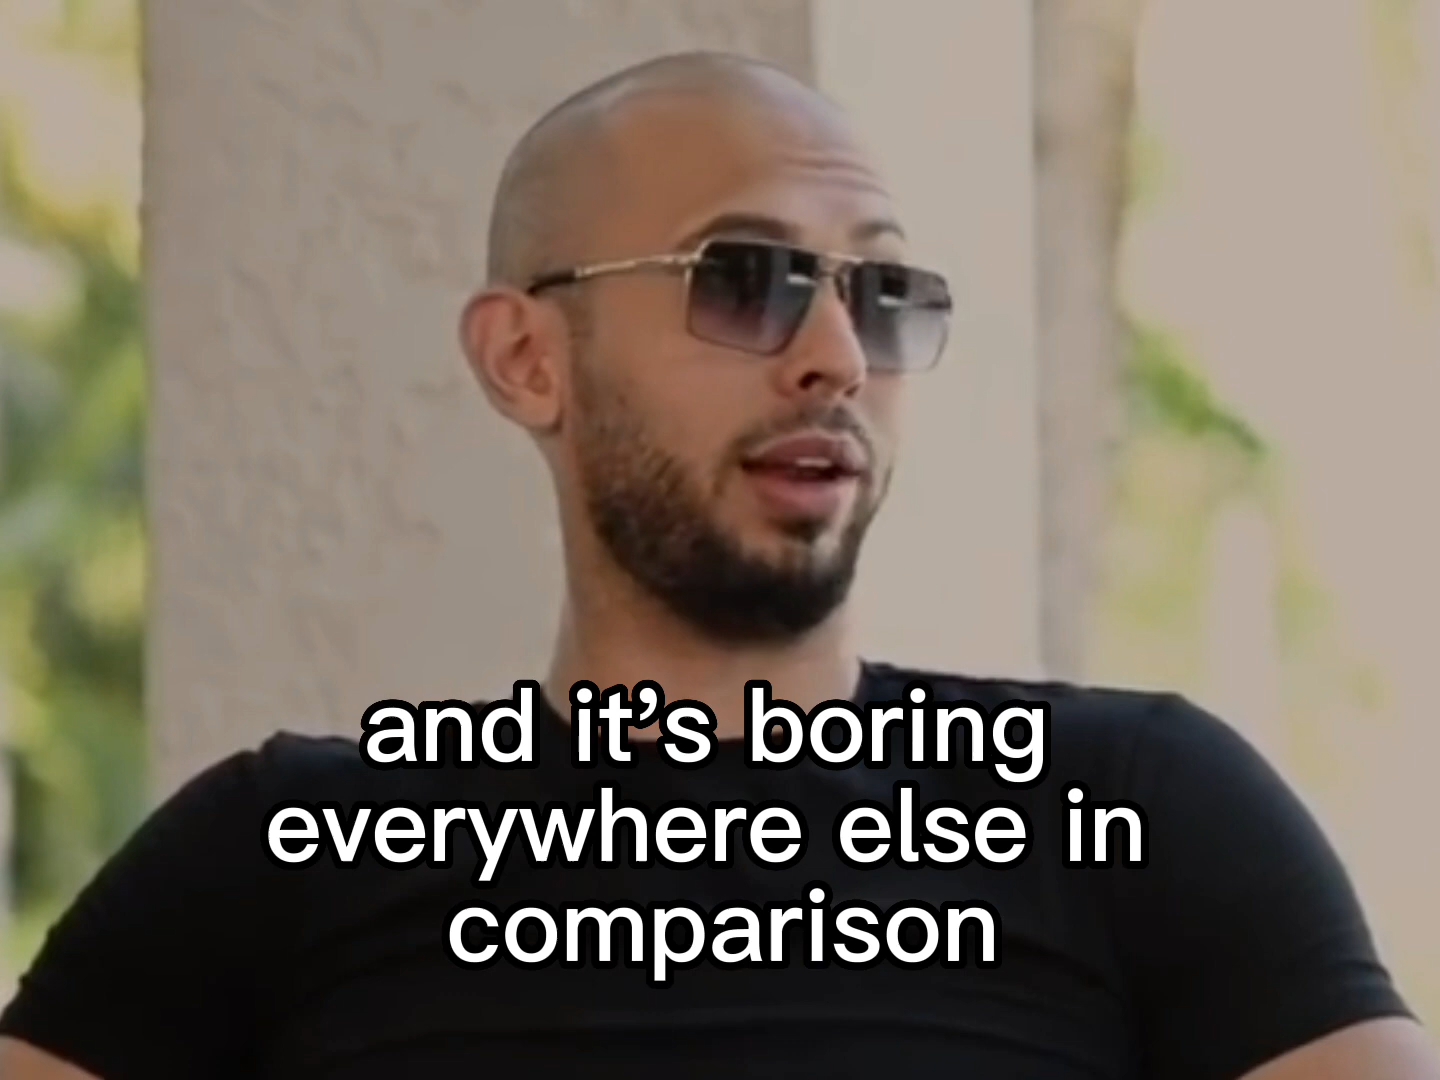 and it’s boring
everywhere else in
comparison